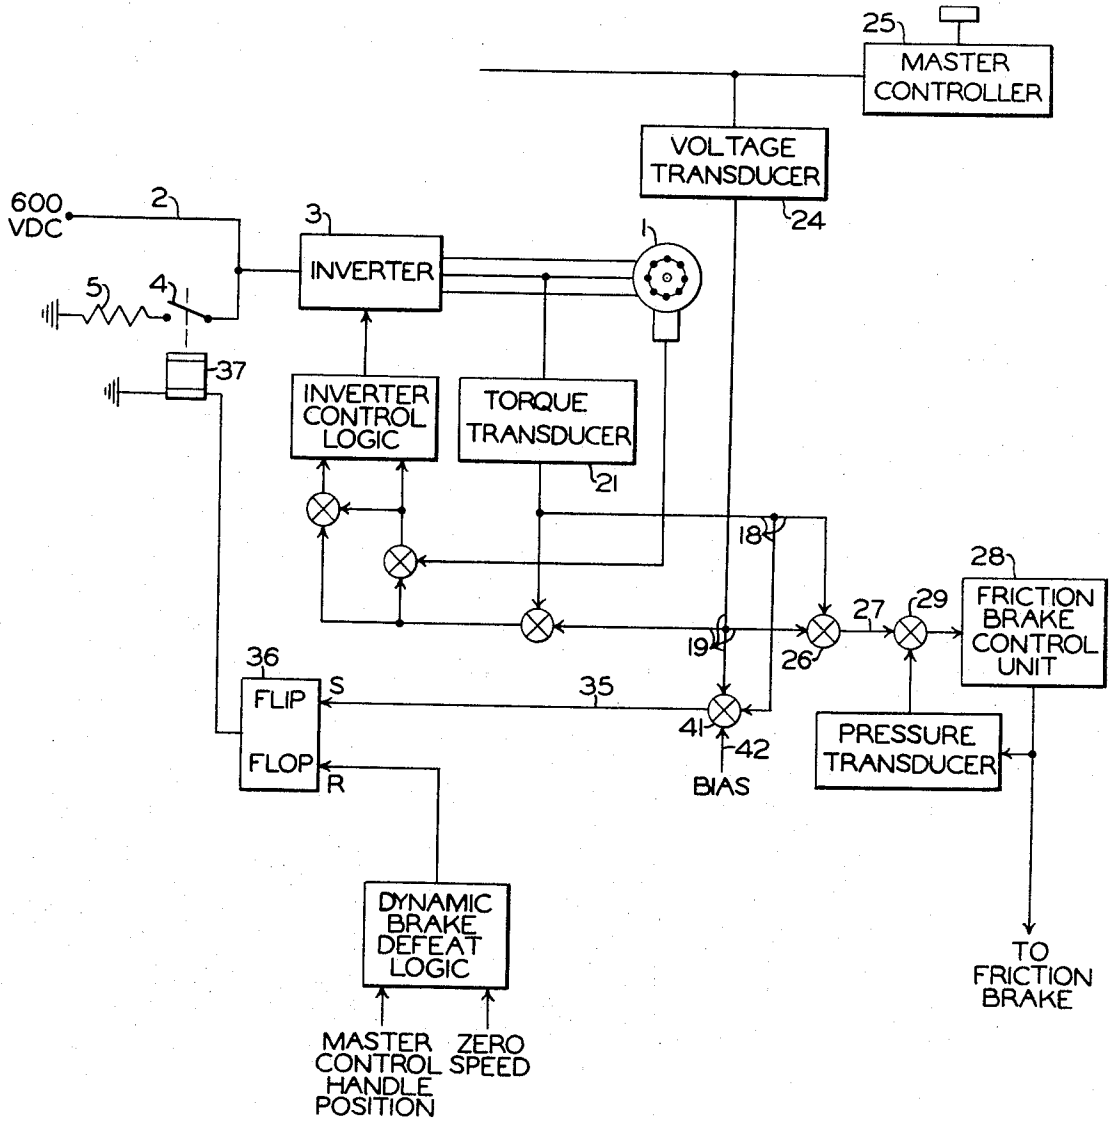 25
MASTER
CONTROLLER
VOLTAGE
TRANSDUCER
24
600
VDC
2
3
INVERTER
1
5
4
37
INVERTER
CONTROL
LOGIC
TORQUE
TRANSDUCER
21
18
28
FRICTION
BRAKE
CONTROL
UNIT
29
27
26
19
36
FLIP
FLOP
S
R
35
41
42
BIAS
PRESSURE
TRANSDUCER
DYNAMIC
BRAKE
DEFEAT
LOGIC
MASTER
CONTROL
HANDLE
POSITION
ZERO
SPEED
TO
FRICTION
BRAKE